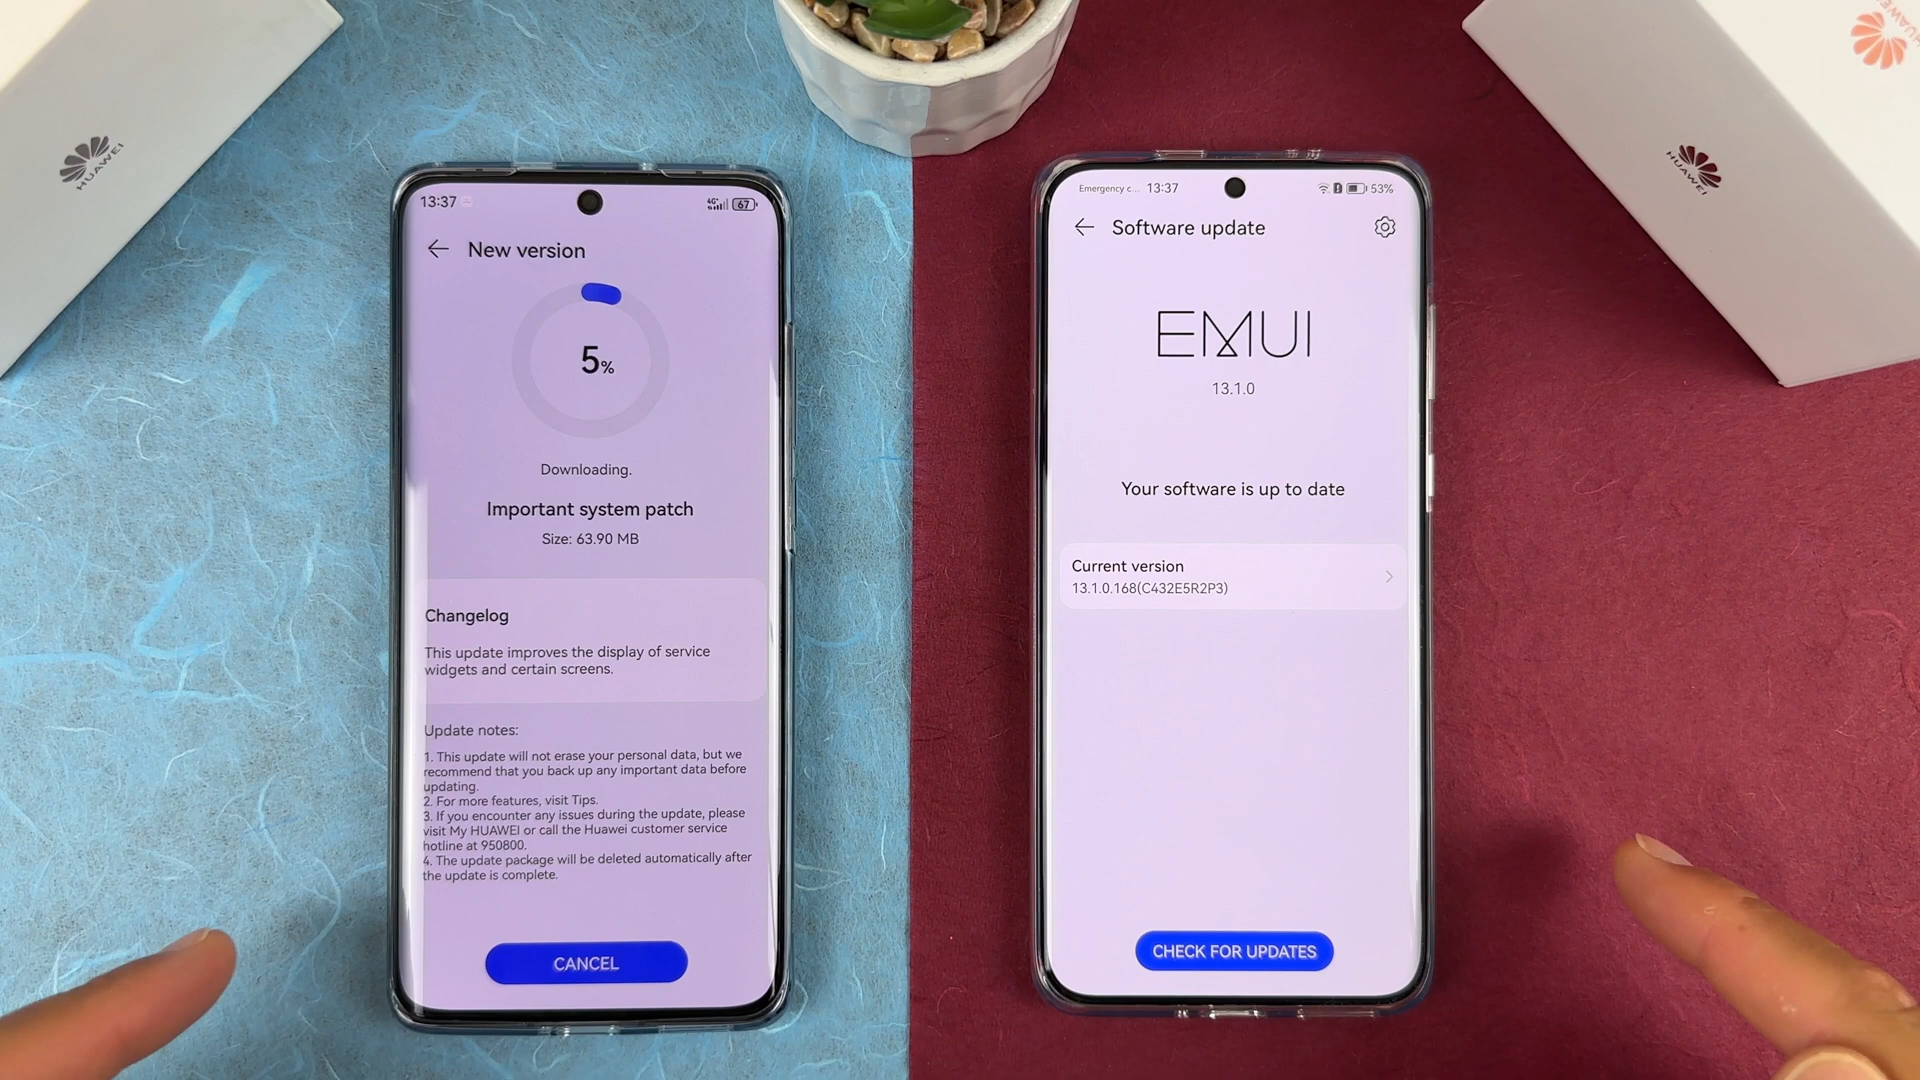 HUAWEI
13:37
4G+
67
New version
5%
Downloading.
Important system patch
Size: 63.90 MB
Changelog
This update improves the display of service
widgets and certain screens.
Update notes:
1. This update will not erase your personal data, but we
recommend that you back up any important data before
updating.
2. For more features, visit Tips.
3. If you encounter any issues during the update, please
visit My HUAWEI or call the Huawei customer service
hotline at 950800.
4. The update package will be deleted automatically after
the update is complete.
CANCEL
Emergency c... 13:37
53%
Software update
EMUI
13.1.0
Your software is up to date
Current version
13.1.0.168(C432E5R2P3)
CHECK FOR UPDATES
HUAWEI
HUAWEI